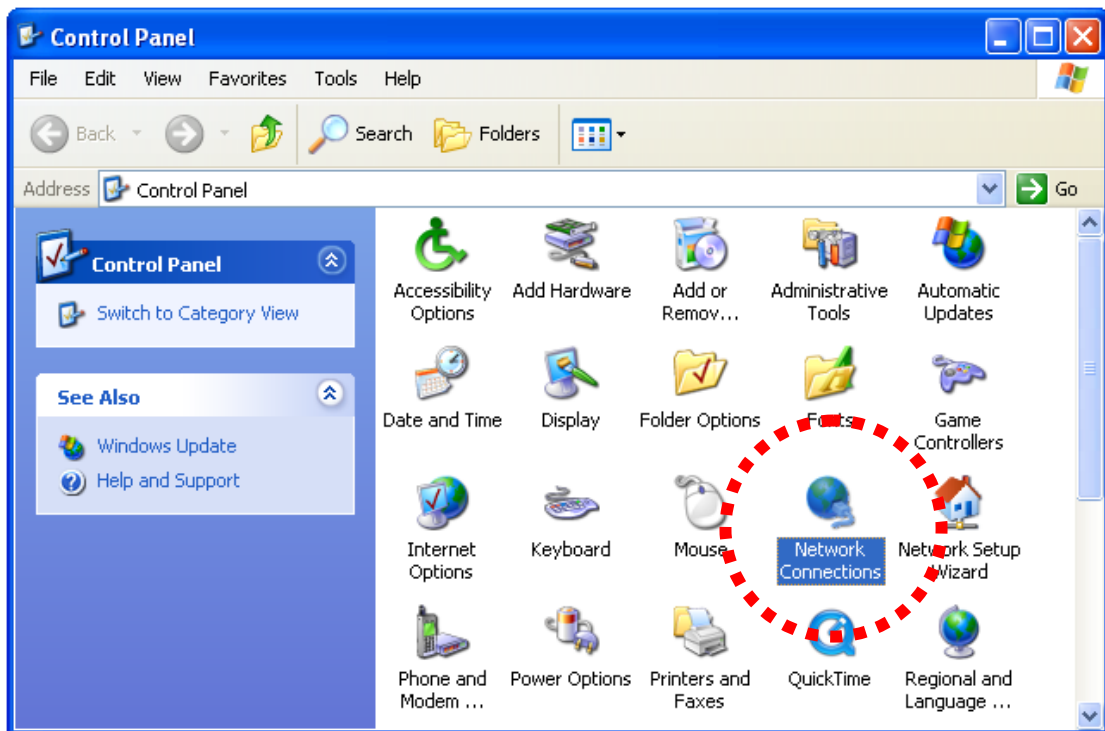 Control Panel
File Edit View Favorites Tools Help
Back Search Folders
Address Control Panel Go
Control Panel
Switch to Category View
See Also
Windows Update
Help and Support
Accessibility Options
Add Hardware
Add or Remov...
Administrative Tools
Automatic Updates
Date and Time
Display
Folder Options
Fonts
Game Controllers
Internet Options
Keyboard
Mouse
Network Connections
Network Setup Wizard
Phone and Modem ...
Power Options
Printers and Faxes
QuickTime
Regional and Language ...